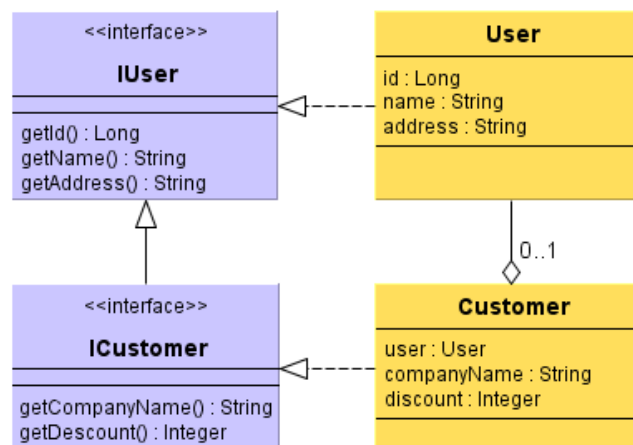 <<interface>>
IUser
getId() : Long
getName() : String
getAddress() : String
User
id : Long
name : String
address : String
0..1
<<interface>>
ICustomer
getCompanyName() : String
getDescount() : Integer
Customer
user : User
companyName : String
discount : Integer